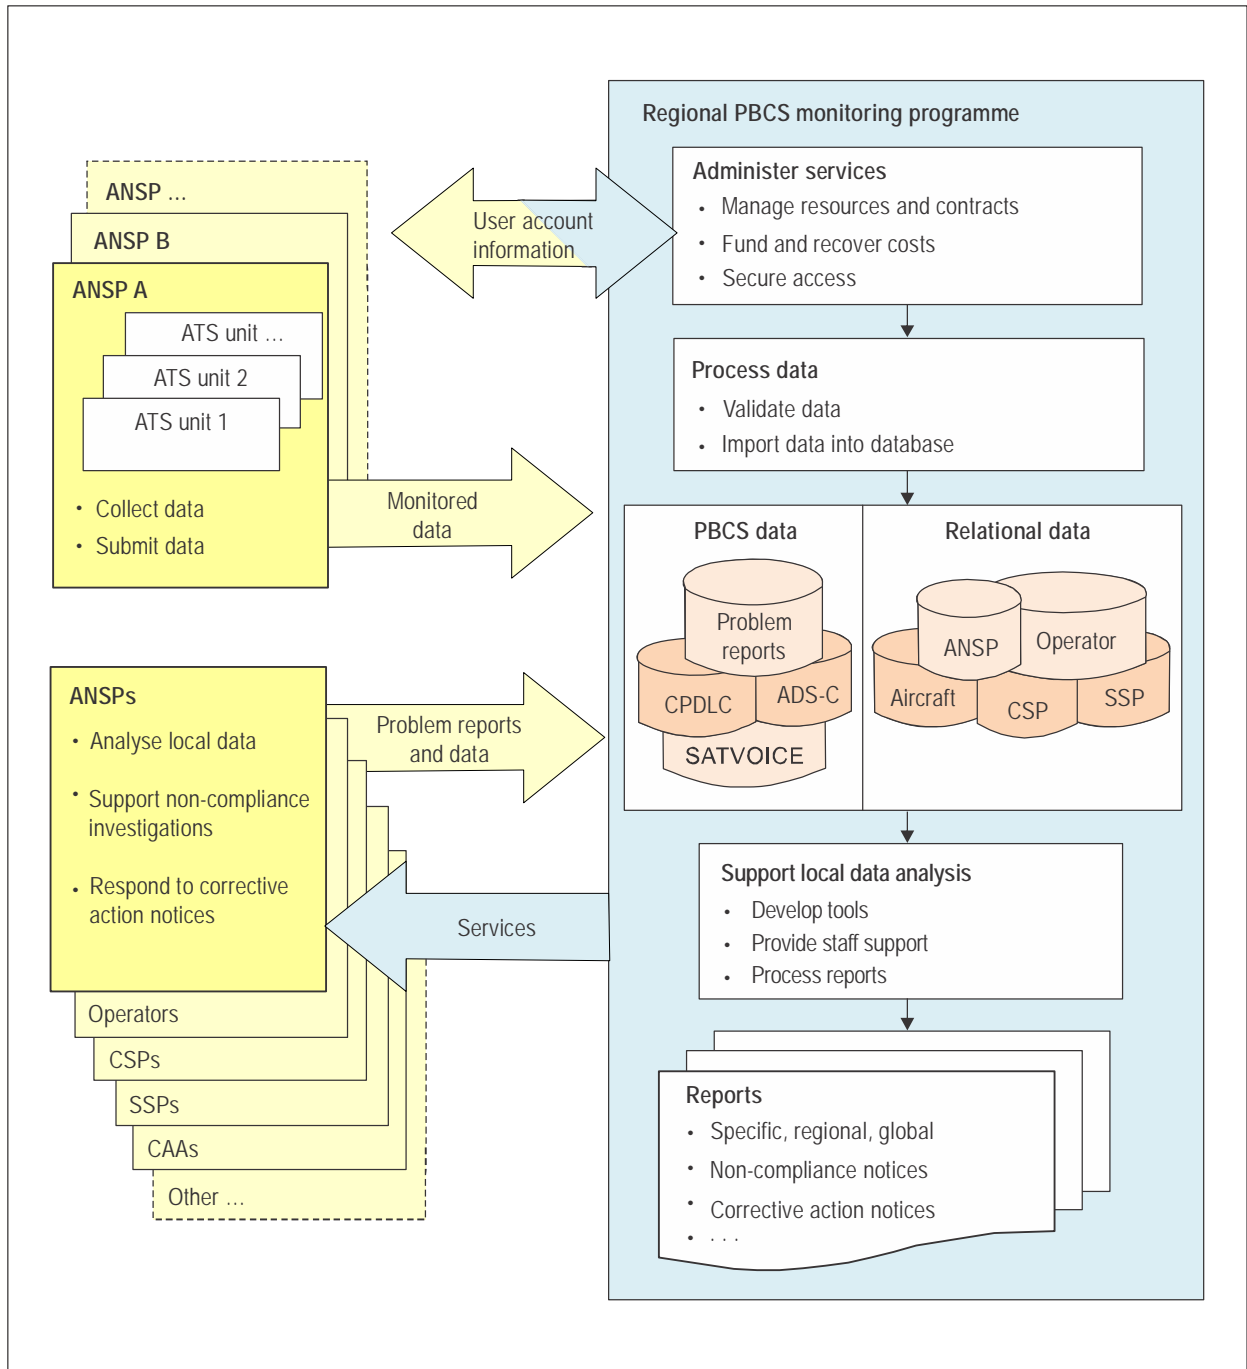 Regional PBCS monitoring programme
ANSP ...
ANSP B
ANSP A
ATS unit ...
ATS unit 2
ATS unit 1
• Collect data
• Submit data
User account
information
Monitored
data
Administer services
• Manage resources and contracts
• Fund and recover costs
• Secure access
Process data
• Validate data
• Import data into database
PBCS data
Problem
reports
CPDLC
ADS-C
SATVOICE
Relational data
ANSP
Operator
Aircraft
CSP
SSP
ANSPs
• Analyse local data
• Support non-compliance
investigations
• Respond to corrective
action notices
Operators
CSPs
SSPs
CAAs
Other ...
Problem reports
and data
Services
Support local data analysis
• Develop tools
• Provide staff support
• Process reports
Reports
• Specific, regional, global
• Non-compliance notices
• Corrective action notices
• . . .